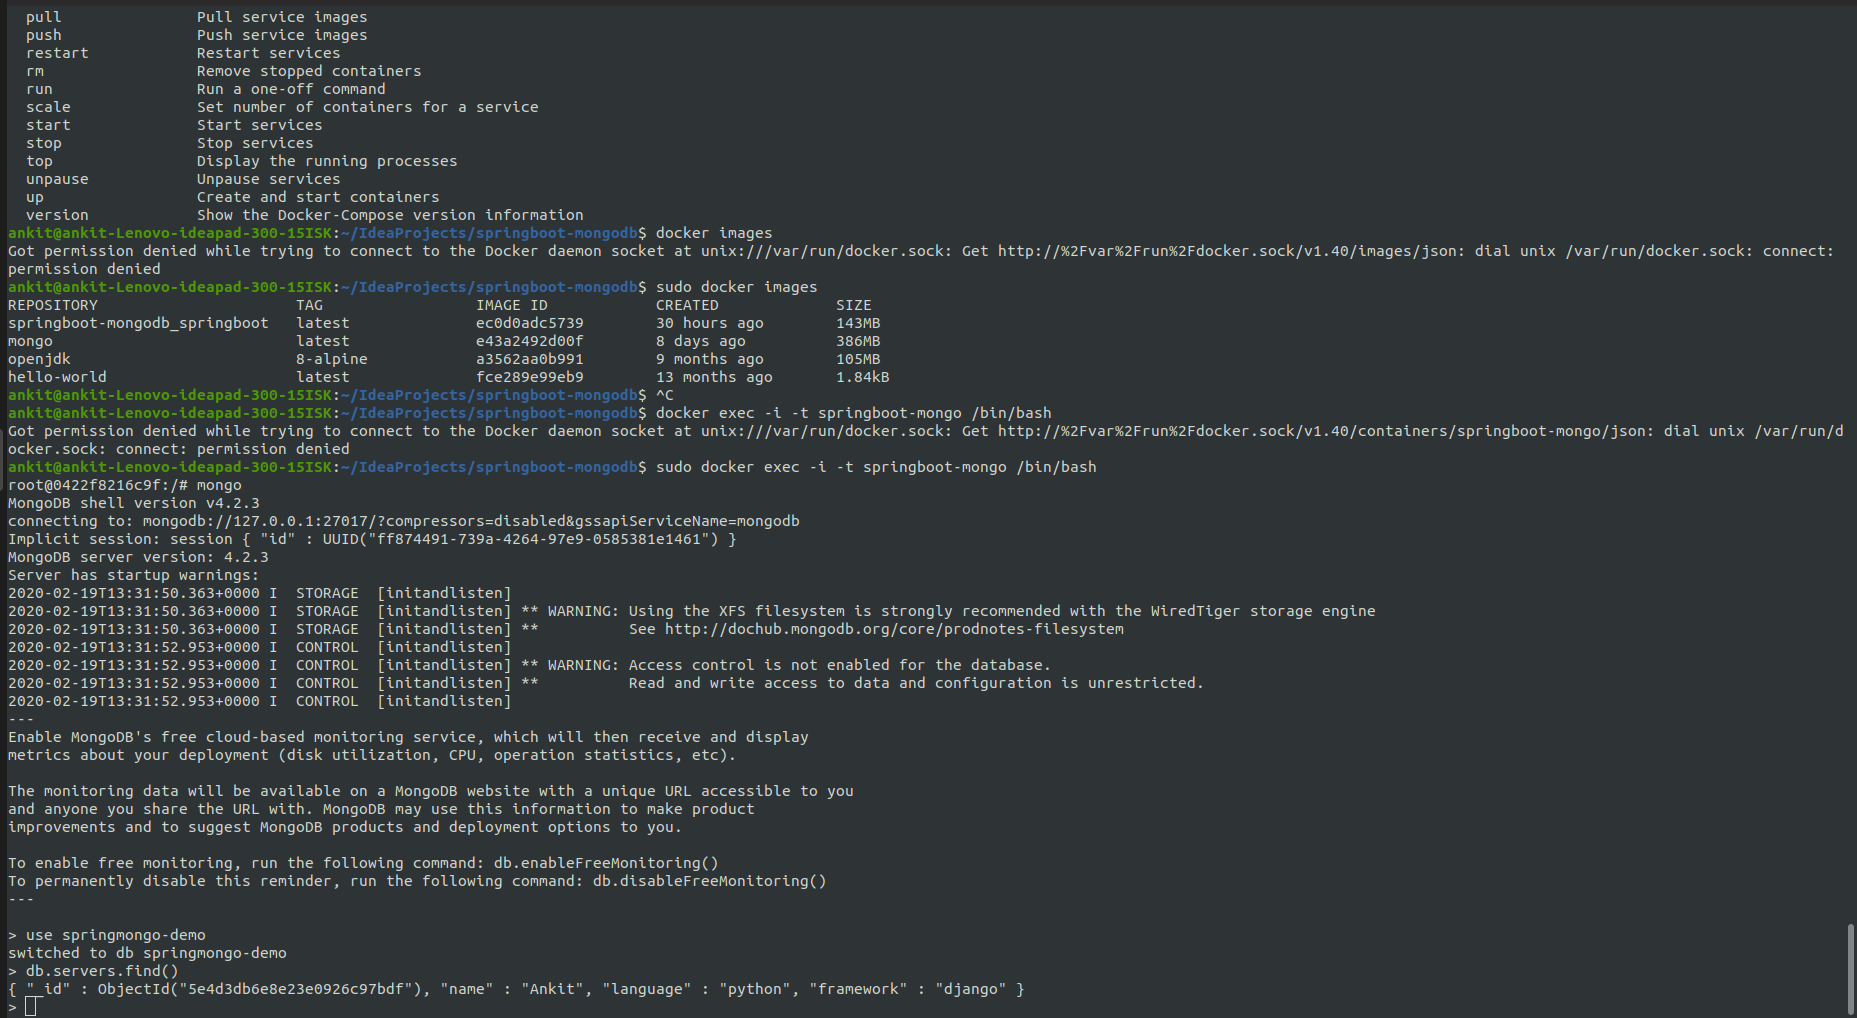 pull Pull service images
push Push service images
restart Restart services
rm Remove stopped containers
run Run a one-off command
scale Set number of containers for a service
start Start services
stop Stop services
top Display the running processes
unpause Unpause services
up Create and start containers
version Show the Docker-Compose version information
ankit@ankit-Lenovo-ideapad-300-15ISK:~/IdeaProjects/springboot-mongodb$ docker images
Got permission denied while trying to connect to the Docker daemon socket at unix:///var/run/docker.sock: Get http://%2Fvar%2Frun%2Fdocker.sock/v1.40/images/json: dial unix /var/run/docker.sock: connect:
permission denied
ankit@ankit-Lenovo-ideapad-300-15ISK:~/IdeaProjects/springboot-mongodb$ sudo docker images
REPOSITORY TAG IMAGE ID CREATED SIZE
springboot-mongodb_springboot latest ec0d0adc5739 30 hours ago 143MB
mongo latest e43a2492d00f 8 days ago 386MB
openjdk 8-alpine a3562aa0b991 9 months ago 105MB
hello-world latest fce289e99eb9 13 months ago 1.84kB
ankit@ankit-Lenovo-ideapad-300-15ISK:~/IdeaProjects/springboot-mongodb$ ^C
ankit@ankit-Lenovo-ideapad-300-15ISK:~/IdeaProjects/springboot-mongodb$ docker exec -i -t springboot-mongo /bin/bash
Got permission denied while trying to connect to the Docker daemon socket at unix:///var/run/docker.sock: Get http://%2Fvar%2Frun%2Fdocker.sock/v1.40/containers/springboot-mongo/json: dial unix /var/run/d
ocker.sock: connect: permission denied
ankit@ankit-Lenovo-ideapad-300-15ISK:~/IdeaProjects/springboot-mongodb$ sudo docker exec -i -t springboot-mongo /bin/bash
root@0422f8216c9f:/# mongo
MongoDB shell version v4.2.3
connecting to: mongodb://127.0.0.1:27017/?compressors=disabled&gssapiServiceName=mongodb
Implicit session: session { "id" : UUID("ff874491-739a-4264-97e9-0585381e1461") }
MongoDB server version: 4.2.3
Server has startup warnings:
2020-02-19T13:31:50.363+0000 I STORAGE [initandlisten]
2020-02-19T13:31:50.363+0000 I STORAGE [initandlisten] ** WARNING: Using the XFS filesystem is strongly recommended with the WiredTiger storage engine
2020-02-19T13:31:50.363+0000 I STORAGE [initandlisten] ** See http://dochub.mongodb.org/core/prodnotes-filesystem
2020-02-19T13:31:52.953+0000 I CONTROL [initandlisten]
2020-02-19T13:31:52.953+0000 I CONTROL [initandlisten] ** WARNING: Access control is not enabled for the database.
2020-02-19T13:31:52.953+0000 I CONTROL [initandlisten] ** Read and write access to data and configuration is unrestricted.
2020-02-19T13:31:52.953+0000 I CONTROL [initandlisten]
---
Enable MongoDB's free cloud-based monitoring service, which will then receive and display
metrics about your deployment (disk utilization, CPU, operation statistics, etc).
The monitoring data will be available on a MongoDB website with a unique URL accessible to you
and anyone you share the URL with. MongoDB may use this information to make product
improvements and to suggest MongoDB products and deployment options to you.
To enable free monitoring, run the following command: db.enableFreeMonitoring()
To permanently disable this reminder, run the following command: db.disableFreeMonitoring()
---
> use springmongo-demo
switched to db springmongo-demo
> db.servers.find()
{ "_id" : ObjectId("5e4d3db6e8e23e0926c97bdf"), "name" : "Ankit", "language" : "python", "framework" : "django" }
>